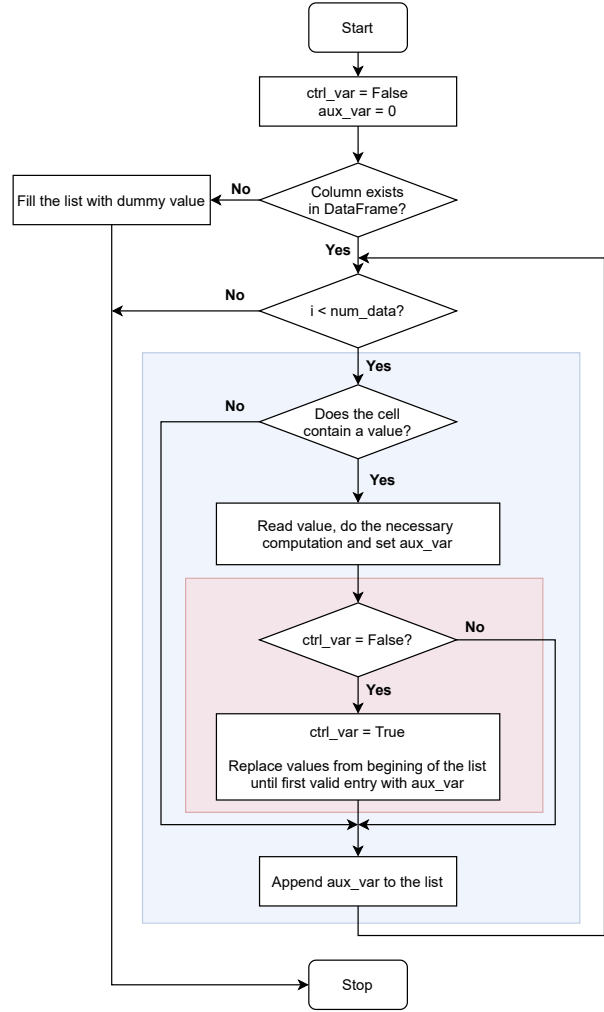 Start
ctrl_var = False
aux_var = 0
Column exists
in DataFrame?
No
Fill the list with dummy value
Yes
i < num_data?
No
Yes
Does the cell
contain a value?
No
Yes
Read value, do the necessary
computation and set aux_var
ctrl_var = False?
No
Yes
ctrl_var = True
Replace values from begining of the list
until first valid entry with aux_var
Append aux_var to the list
Stop